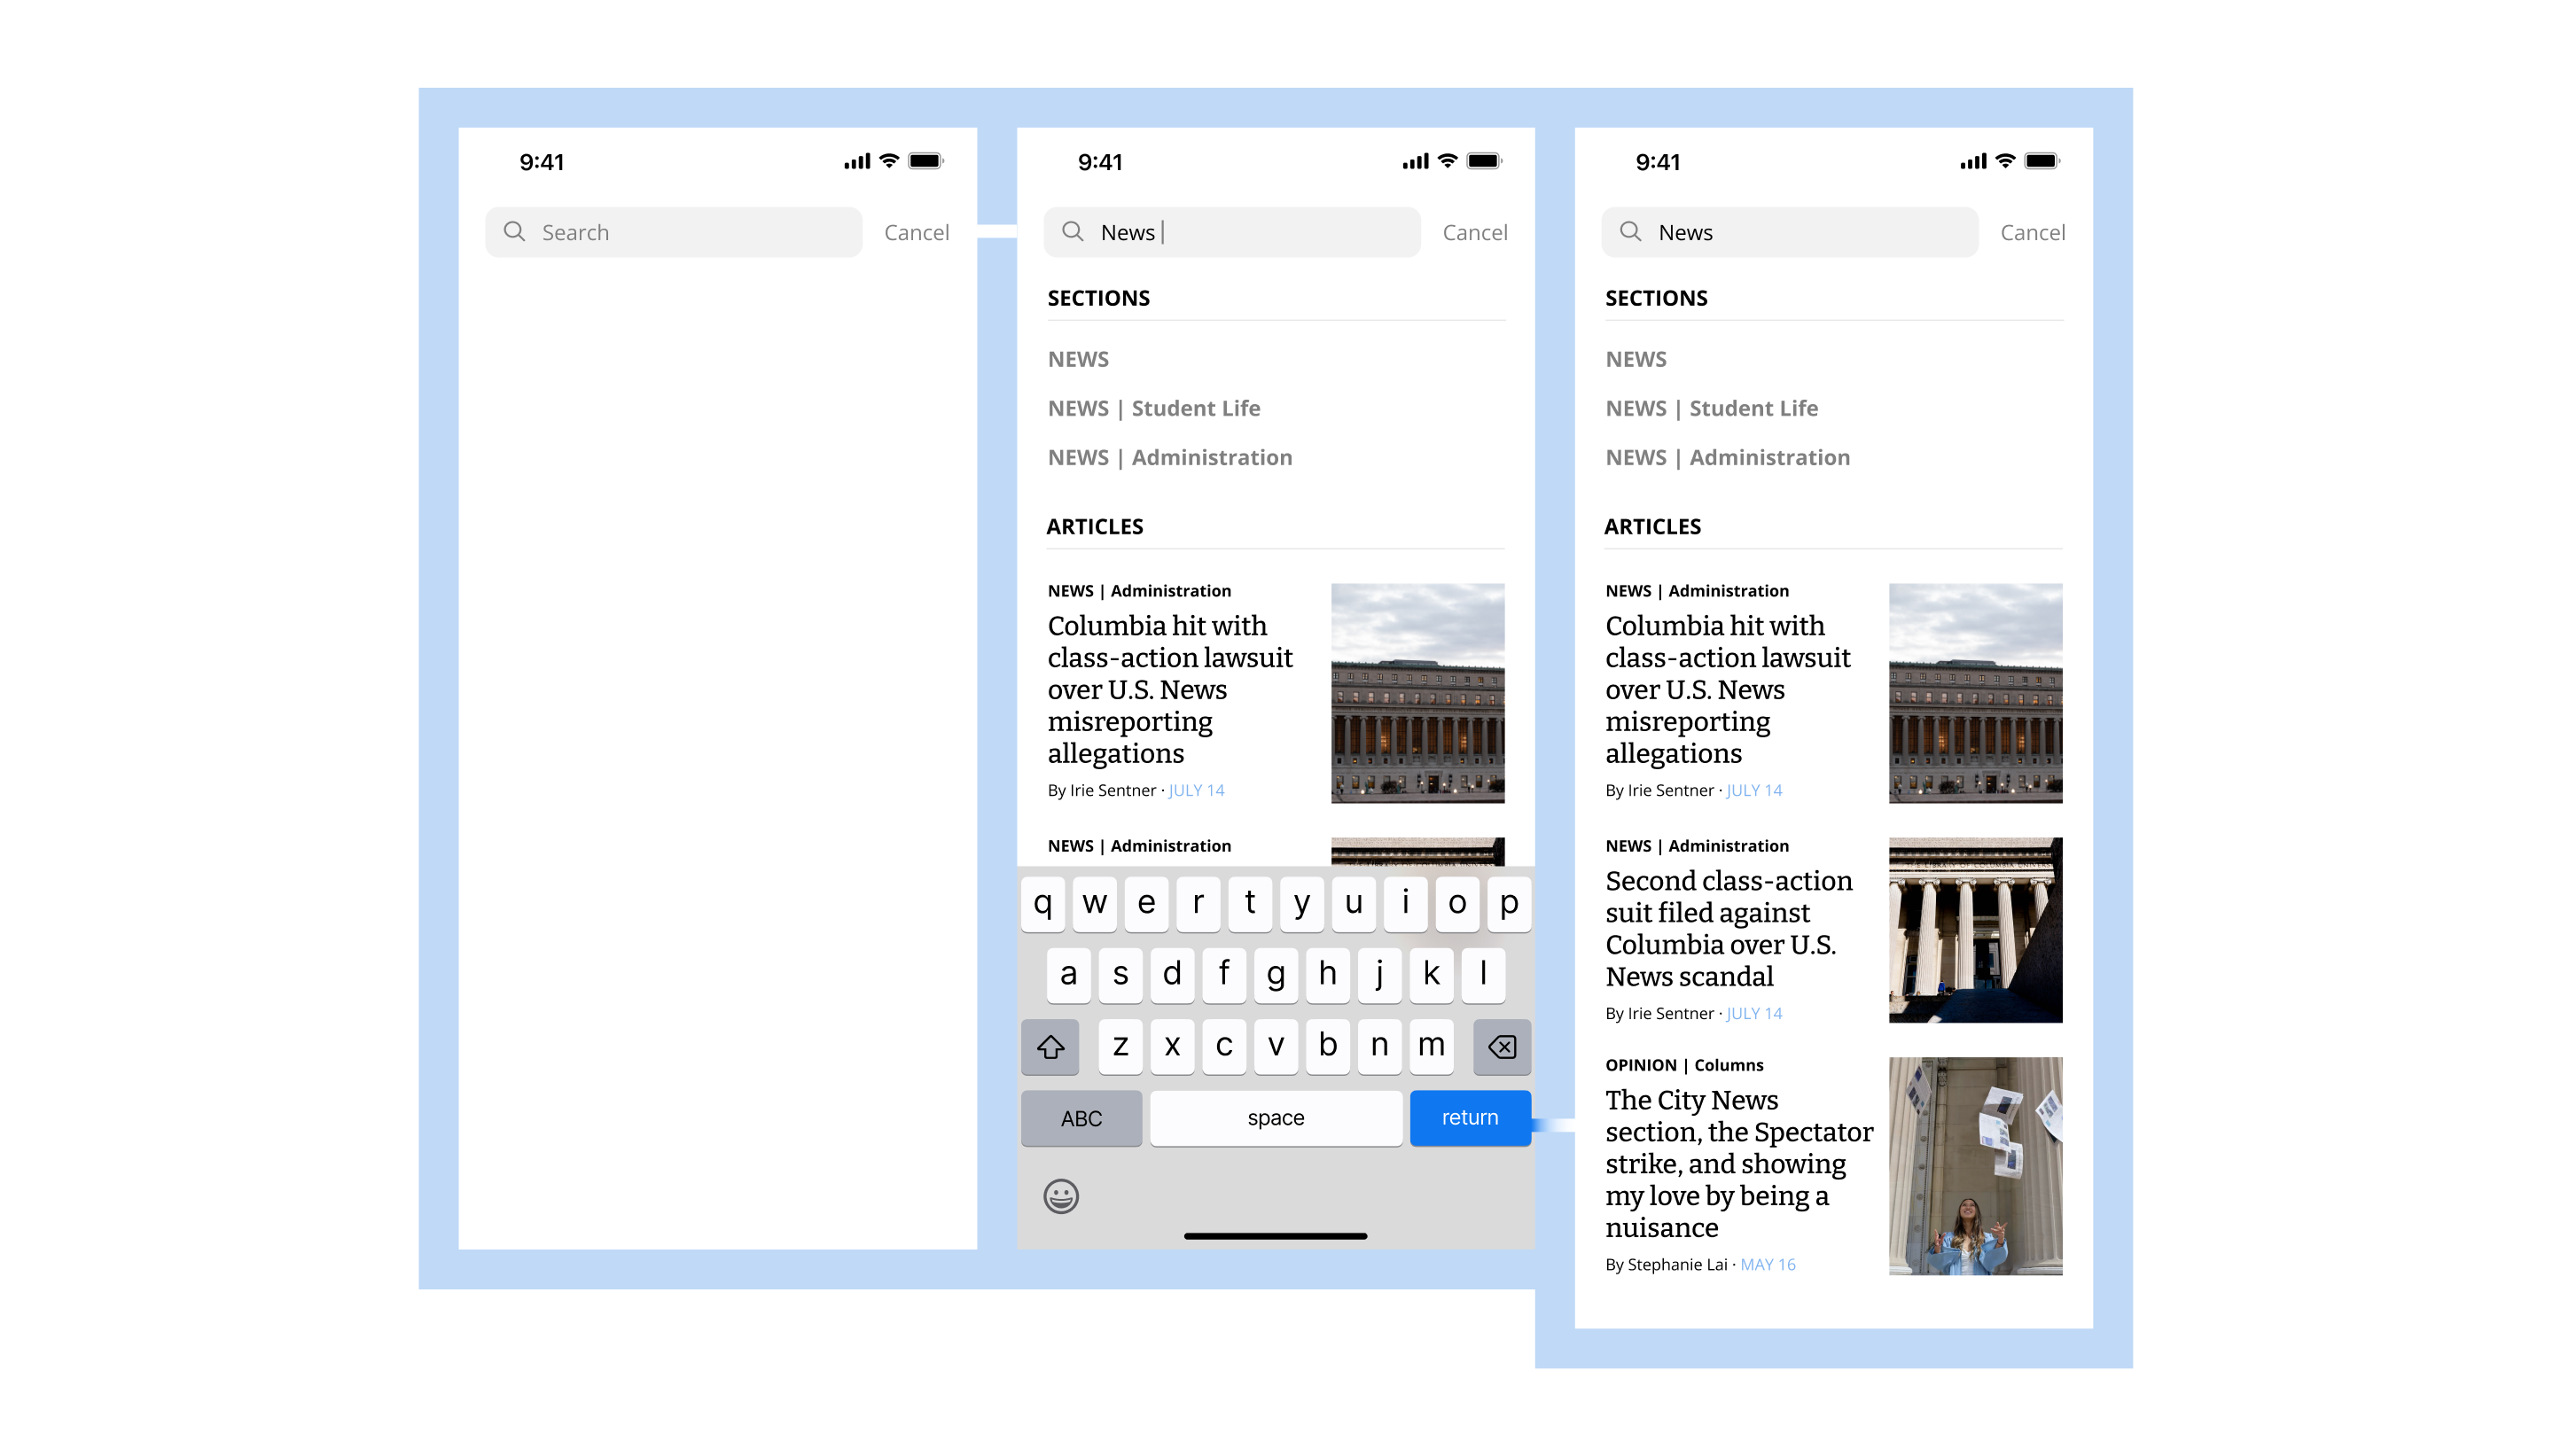 9:41
Search
Cancel
9:41
News
Cancel
SECTIONS
NEWS
NEWS | Student Life
NEWS | Administration
ARTICLES
NEWS | Administration
Columbia hit with
class-action lawsuit
over U.S. News
misreporting
allegations
By Irie Sentner · JULY 14
NEWS | Administration
q w e r t y u i o p
a s d f g h j k l
z x c v b n m
ABC
space
return
9:41
News
Cancel
SECTIONS
NEWS
NEWS | Student Life
NEWS | Administration
ARTICLES
NEWS | Administration
Columbia hit with
class-action lawsuit
over U.S. News
misreporting
allegations
By Irie Sentner · JULY 14
NEWS | Administration
Second class-action
suit filed against
Columbia over U.S.
News scandal
By Irie Sentner · JULY 14
OPINION | Columns
The City News
section, the Spectator
strike, and showing
my love by being a
nuisance
By Stephanie Lai · MAY 16